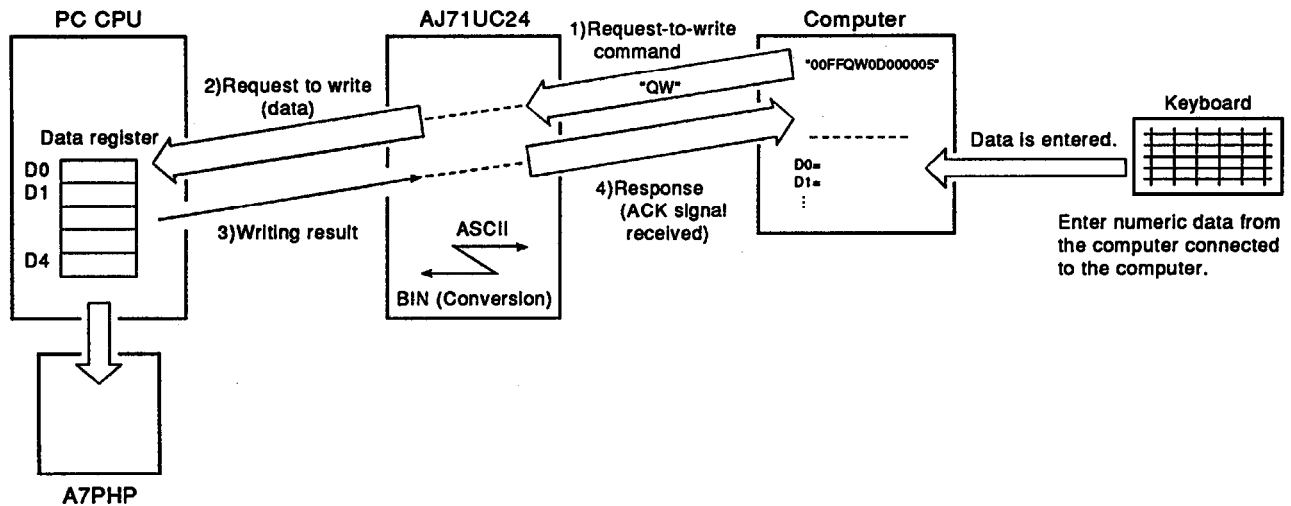 PC CPU
AJ71UC24
Computer
1)Request-to-write
command
"00FFQW0D000005"
2)Request to write
(data)
"QW"
Keyboard
Data register
Data is entered.
D0
D1
D0=
D1=
4)Response
(ACK signal
received)
3)Writing result
ASCII
Enter numeric data from
the computer connected
to the computer.
D4
BIN (Conversion)
A7PHP